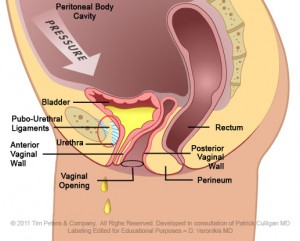 Peritoneal Body
Cavity
PRESSURE
Bladder
Pubo-Urethral
Ligaments
Anterior
Vaginal
Wall
Urethra
Vaginal
Opening
Rectum
Posterior
Vaginal
Wall
Perineum
© 2011 Tim Peters & Company. All Rights Reserved. Developed in consultation of Patrick Culligan MD
Labeling Edited for Educational Purposes ~ D. Veronikis MD